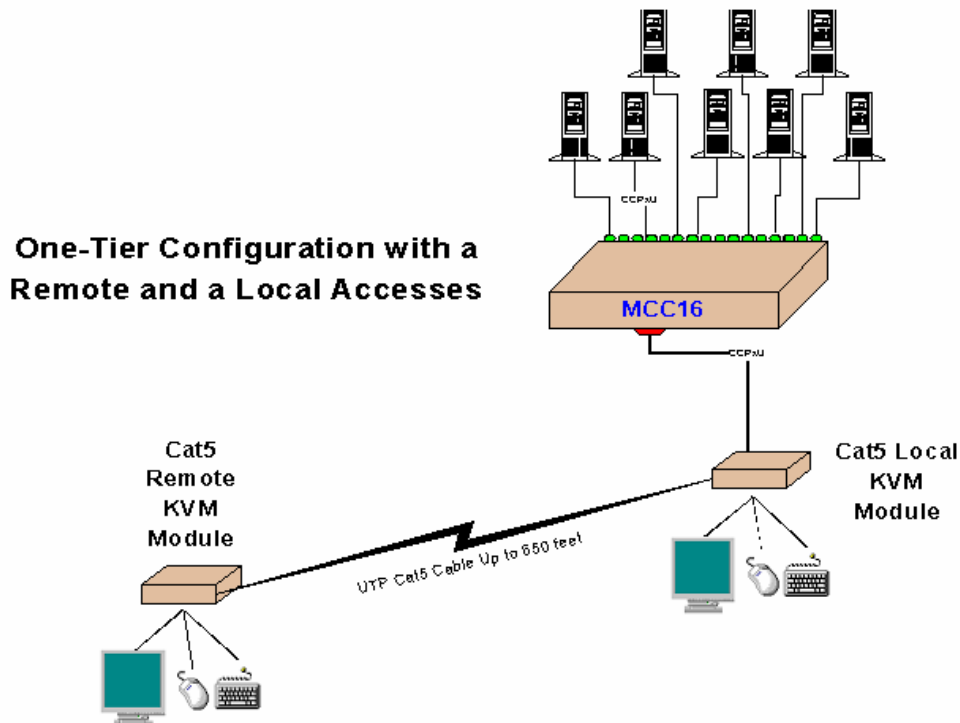 CCPxU
One-Tier Configuration with a
Remote and a Local Accesses
MCC16
CCPxU
Cat5
Remote
KVM
Module
Cat5 Local
KVM
Module
UTP Cat5 Cable Up to 650 feet